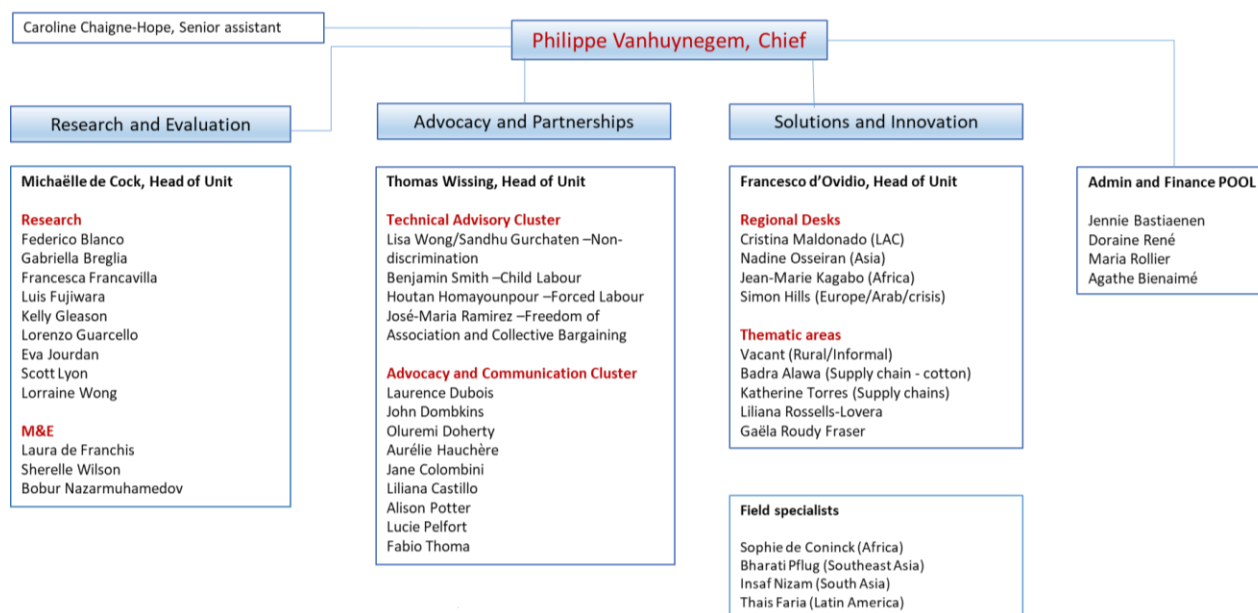 Caroline Chaigne-Hope, Senior assistant
Philippe Vanhuynegem, Chief
Research and Evaluation
Michaëlle de Cock, Head of Unit
Research
Federico Blanco
Gabriella Breglia
Francesca Francavilla
Luis Fujiwara
Kelly Gleason
Lorenzo Guarcello
Eva Jourdan
Scott Lyon
Lorraine Wong
M&E
Laura de Franchis
Sherelle Wilson
Bobur Nazarmuhamedov
Advocacy and Partnerships
Thomas Wissing, Head of Unit
Technical Advisory Cluster
Lisa Wong/Sandhu Gurchaten –Non-
discrimination
Benjamin Smith –Child Labour
Houtan Homayounpour –Forced Labour
José-Maria Ramirez –Freedom of
Association and Collective Bargaining
Advocacy and Communication Cluster
Laurence Dubois
John Dombkins
Oluremi Doherty
Aurélie Hauchère
Jane Colombini
Liliana Castillo
Alison Potter
Lucie Pelfort
Fabio Thoma
Solutions and Innovation
Francesco d’Ovidio, Head of Unit
Regional Desks
Cristina Maldonado (LAC)
Nadine Osseiran (Asia)
Jean-Marie Kagabo (Africa)
Simon Hills (Europe/Arab/crisis)
Thematic areas
Vacant (Rural/Informal)
Badra Alawa (Supply chain - cotton)
Katherine Torres (Supply chains)
Liliana Rossells-Lovera
Gaëla Roudy Fraser
Field specialists
Sophie de Coninck (Africa)
Bharati Pflug (Southeast Asia)
Insaf Nizam (South Asia)
Thais Faria (Latin America)
Admin and Finance POOL
Jennie Bastiaenen
Doraine René
Maria Rollier
Agathe Bienaimé